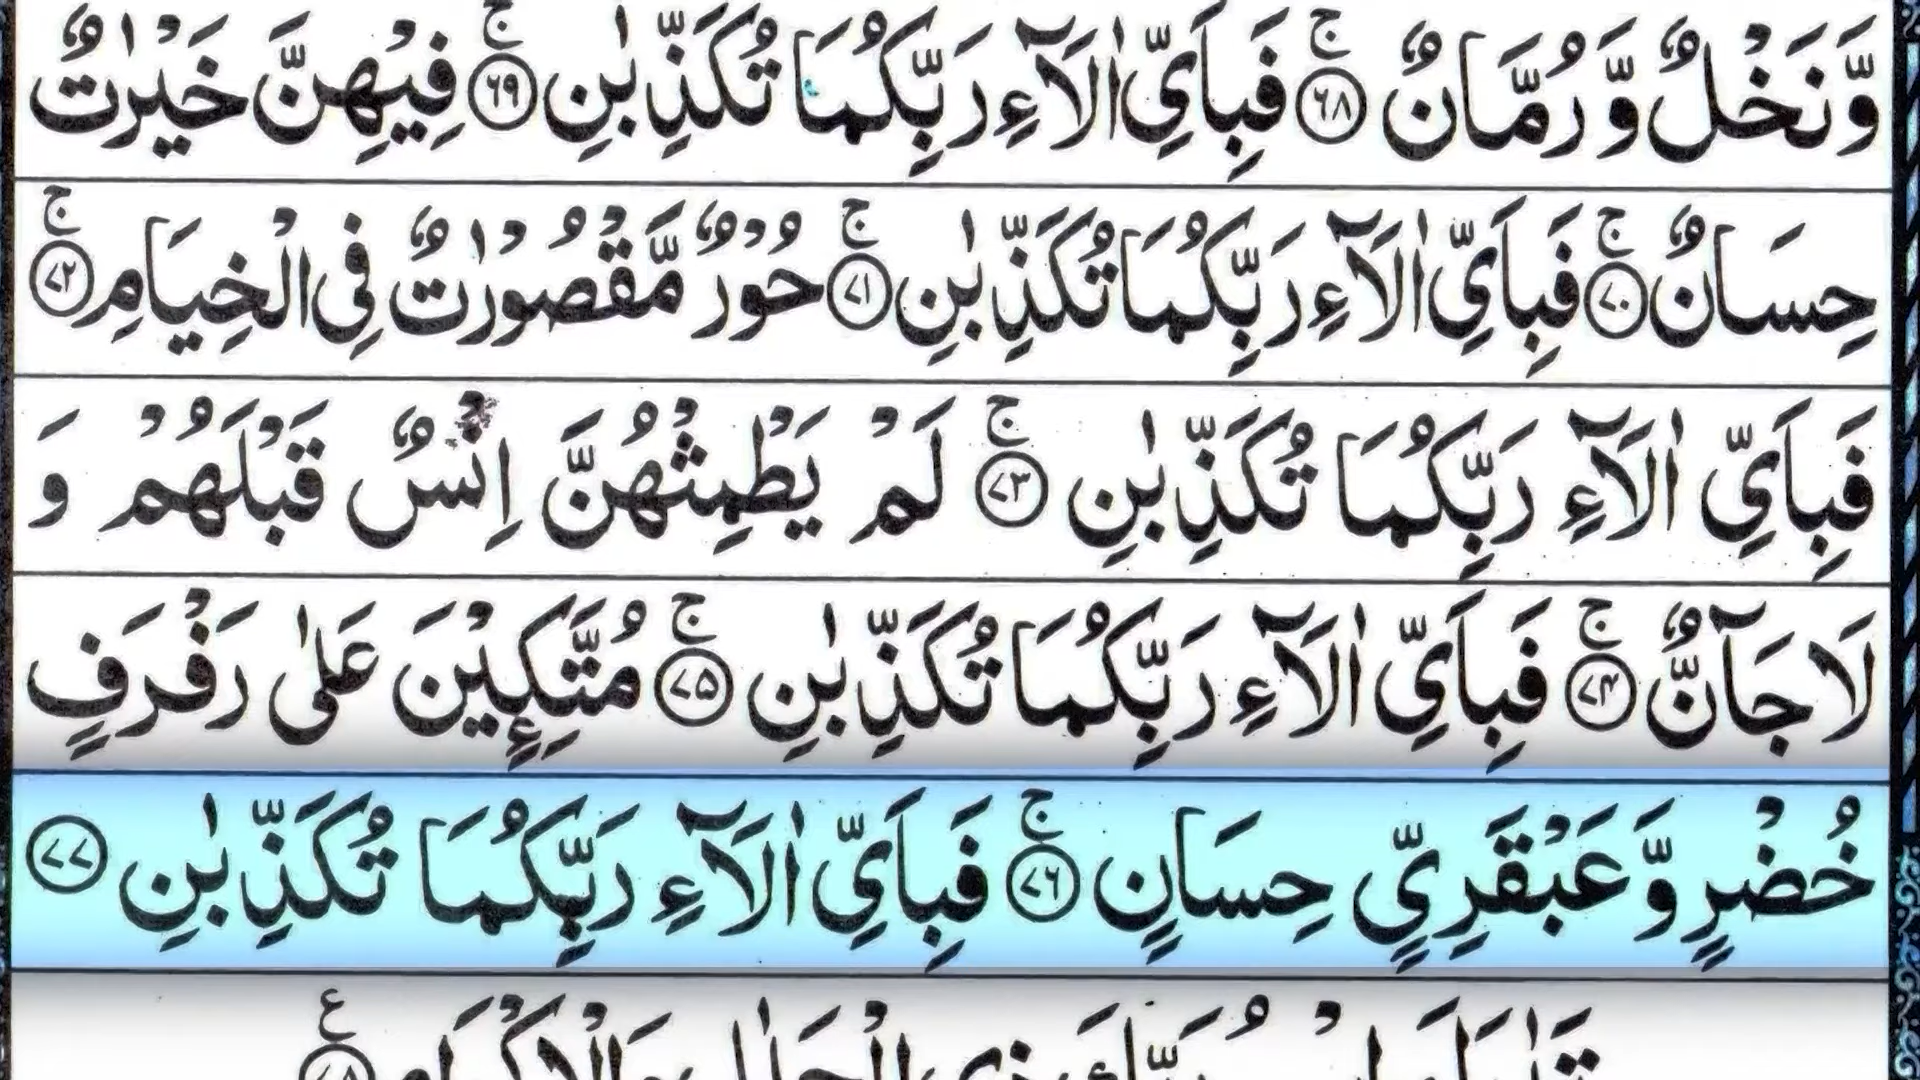 وَّنَخْلٌ وَّرُمَّانٌ ۚ﴿۶۸﴾ فَبِاَيِّ اٰلَآءِ رَبِّكُمَا تُكَذِّبٰنِ ۚ﴿۶۹﴾ فِيْهِنَّ خَيْرٰتٌ
حِسَانٌ ۚ﴿۷۰﴾ فَبِاَيِّ اٰلَآءِ رَبِّكُمَا تُكَذِّبٰنِ ۚ﴿۷۱﴾ حُوْرٌ مَّقْصُوْرٰتٌ فِى الْخِيَامِ ۚ﴿۷۲﴾
فَبِاَيِّ اٰلَآءِ رَبِّكُمَا تُكَذِّبٰنِ ۚ﴿۷۳﴾ لَمْ يَطْمِثْهُنَّ اِنْسٌ قَبْلَهُمْ وَ
لَا جَآنٌّ ۚ﴿۷۴﴾ فَبِاَيِّ اٰلَآءِ رَبِّكُمَا تُكَذِّبٰنِ ۚ﴿۷۵﴾ مُتَّكِـِٕيْنَ عَلٰى رَفْرَفٍ
خُضْرٍ وَّعَبْقَرِيٍّ حِسَانٍ ۚ﴿۷۶﴾ فَبِاَيِّ اٰلَآءِ رَبِّكُمَا تُكَذِّبٰنِ ﴿۷۷﴾